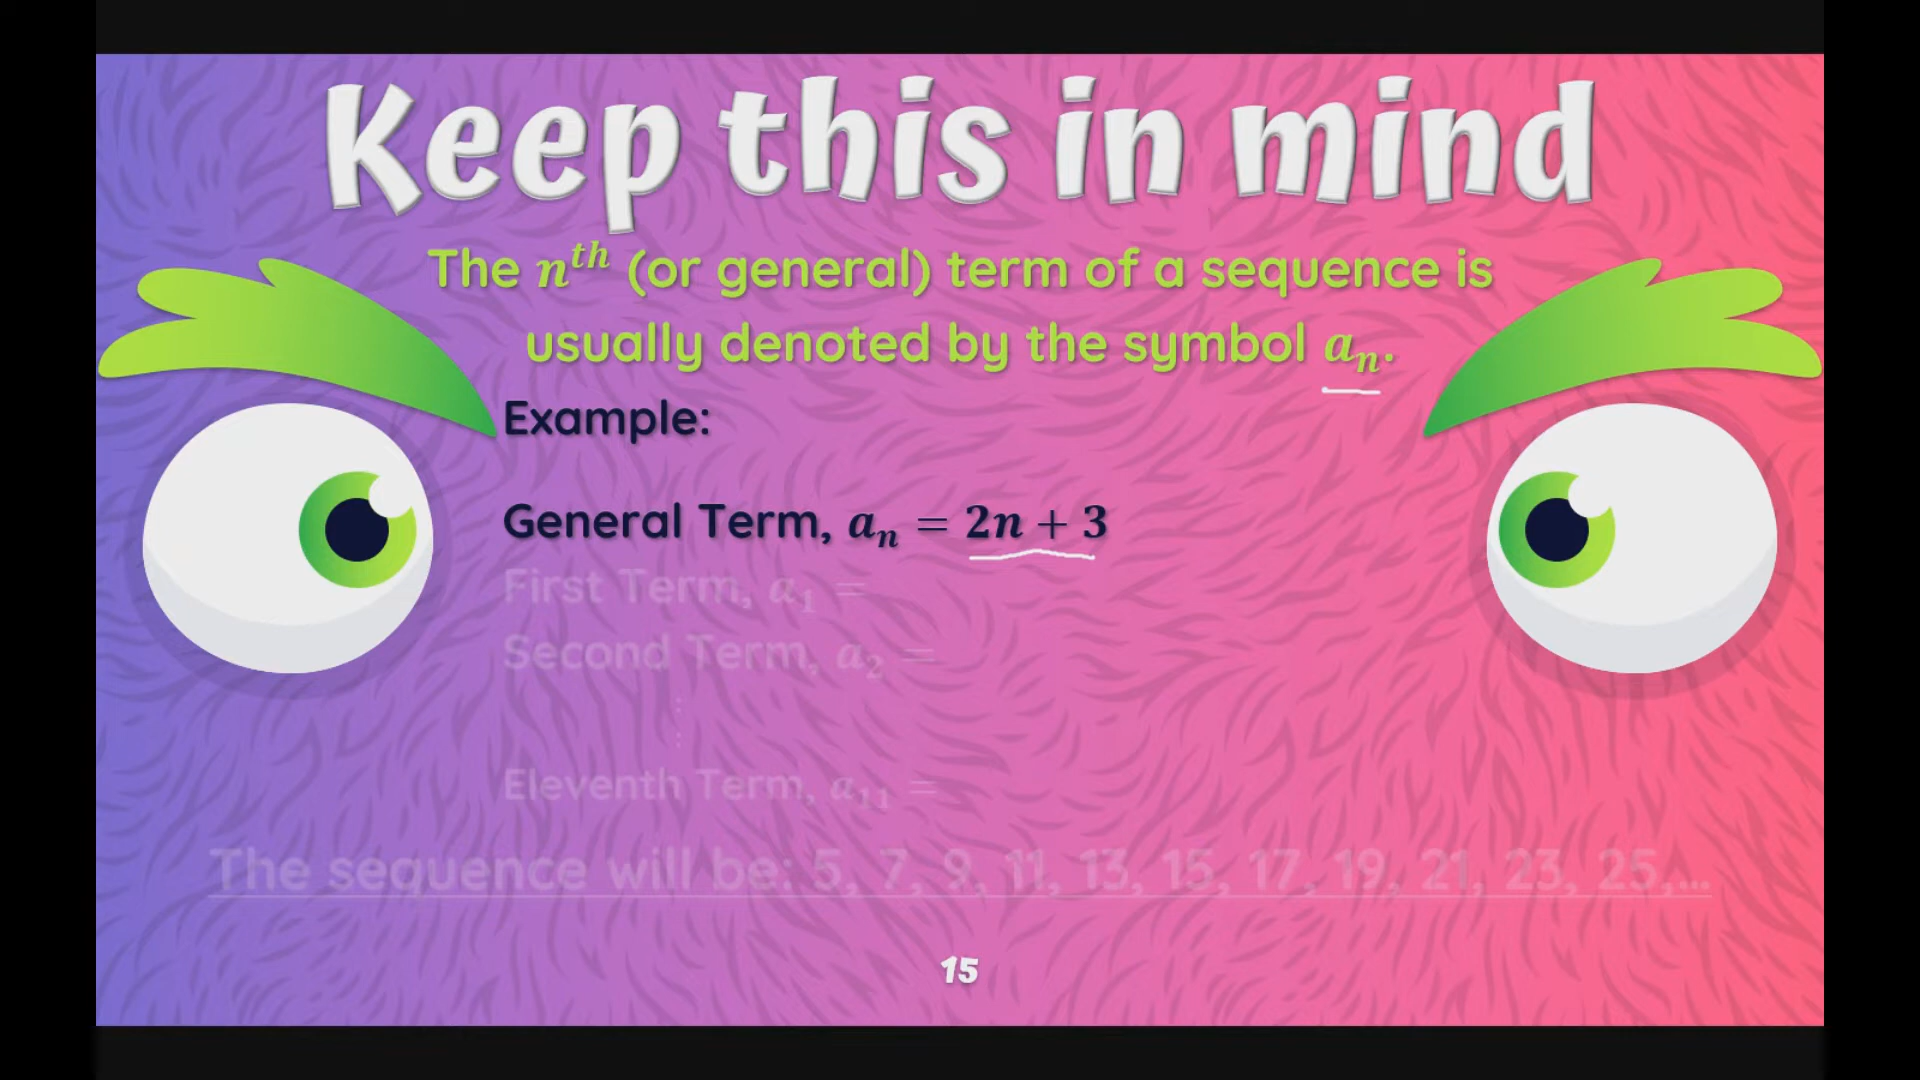 Keep this in mind
The nᵗʰ (or general) term of a sequence is
usually denoted by the symbol aₙ.
Example:
General Term, aₙ = 2n + 3
First Term, a₁ =
Second Term, a₂ =
⋮
Eleventh Term, a₁₁ =
The sequence will be: 5, 7, 9, 11, 13, 15, 17, 19, 21, 23, 25,...
15